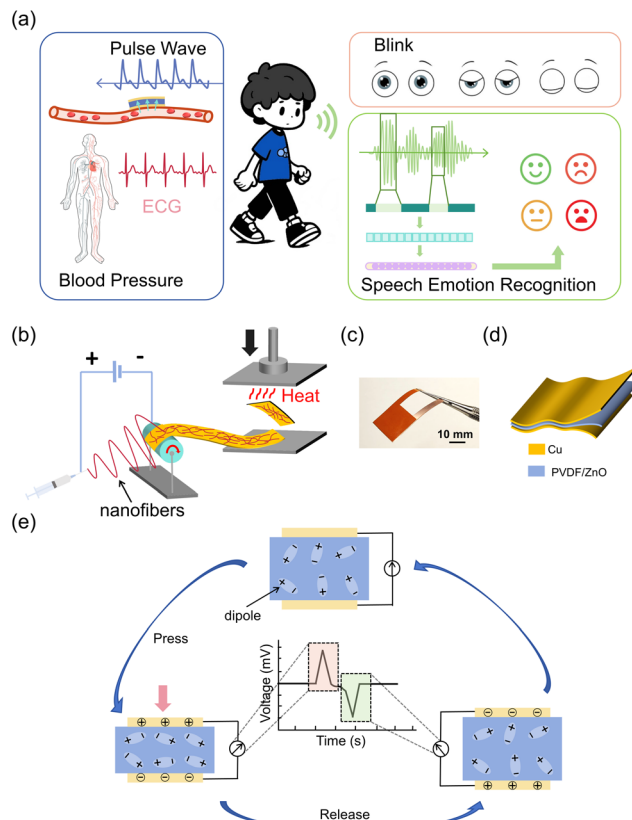 (a)
Pulse Wave
ECG
Blood Pressure
Blink
Speech Emotion Recognition
(b)
+ -
Heat
nanofibers
(c)
10 mm
(d)
Cu
PVDF/ZnO
(e)
dipole
Press
Voltage (mV)
Time (s)
Release